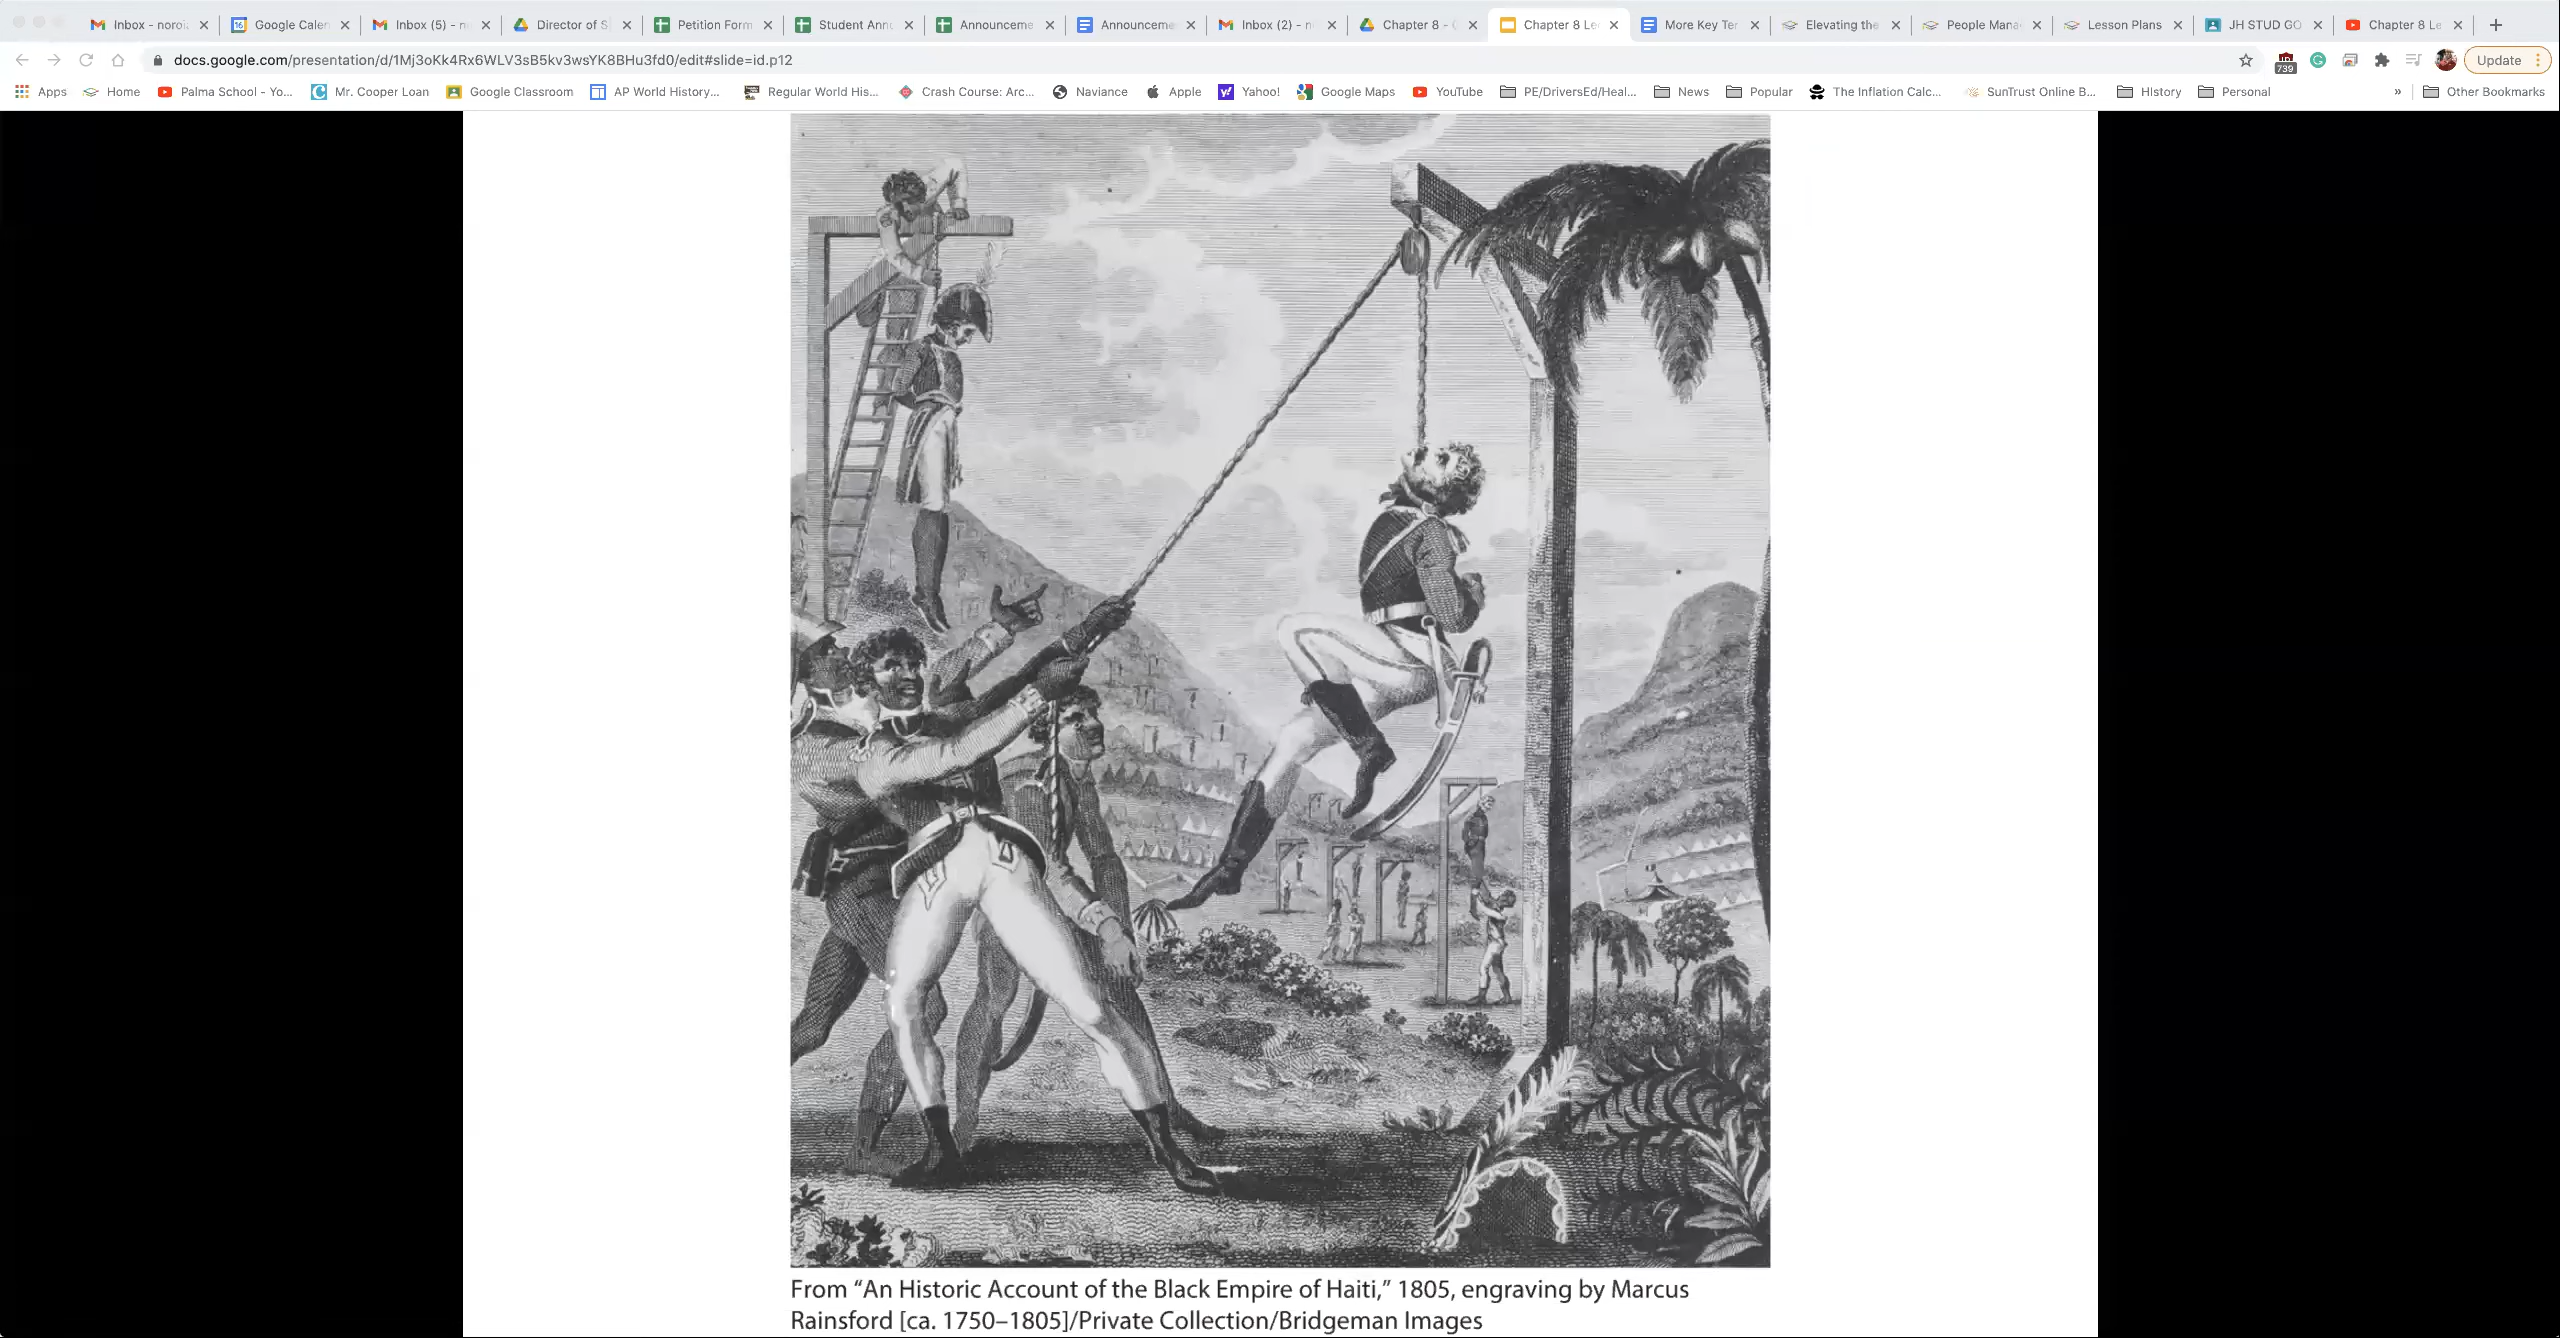 Inbox - noroi
Google Calen
Inbox (5) - n
Director of S
Petition Form
Student Anno
Announceme
Announceme
Inbox (2) - n
Chapter 8 -
Chapter 8 Le
More Key Ter
Elevating the
People Mana
Lesson Plans
JH STUD GO
Chapter 8 Le
docs.google.com/presentation/d/1Mj3oKk4Rx6WLV3sB5kv3wsYK8BHu3fd0/edit#slide=id.p12
739
Update
Apps
Home
Palma School - Yo...
Mr. Cooper Loan
Google Classroom
AP World History...
Regular World His...
Crash Course: Arc...
Naviance
Apple
Yahoo!
Google Maps
YouTube
PE/DriversEd/Heal...
News
Popular
The Inflation Calc...
SunTrust Online B...
History
Personal
»
Other Bookmarks
From “An Historic Account of the Black Empire of Haiti,” 1805, engraving by Marcus
Rainsford [ca. 1750–1805]/Private Collection/Bridgeman Images